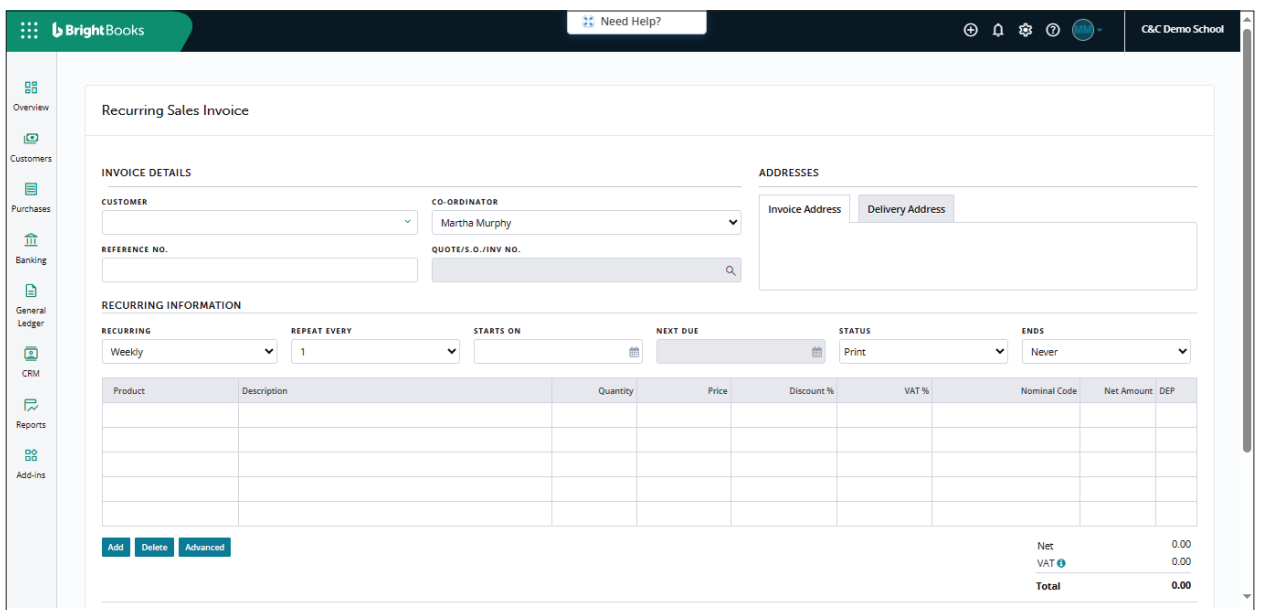 BrightBooks
Need Help?
MM
C&C Demo School
Overview
Customers
Purchases
Banking
General
Ledger
CRM
Reports
Add-ins
Recurring Sales Invoice
INVOICE DETAILS
CUSTOMER
CO-ORDINATOR
Martha Murphy
REFERENCE NO.
QUOTE/S.O./INV NO.
ADDRESSES
Invoice Address
Delivery Address
RECURRING INFORMATION
RECURRING REPEAT EVERY STARTS ON NEXT DUE STATUS ENDS
Weekly 1 Print Never
Product Description Quantity Price Discount % VAT % Nominal Code Net Amount DEP
Add Delete Advanced
Net 0.00
VAT 0.00
Total 0.00